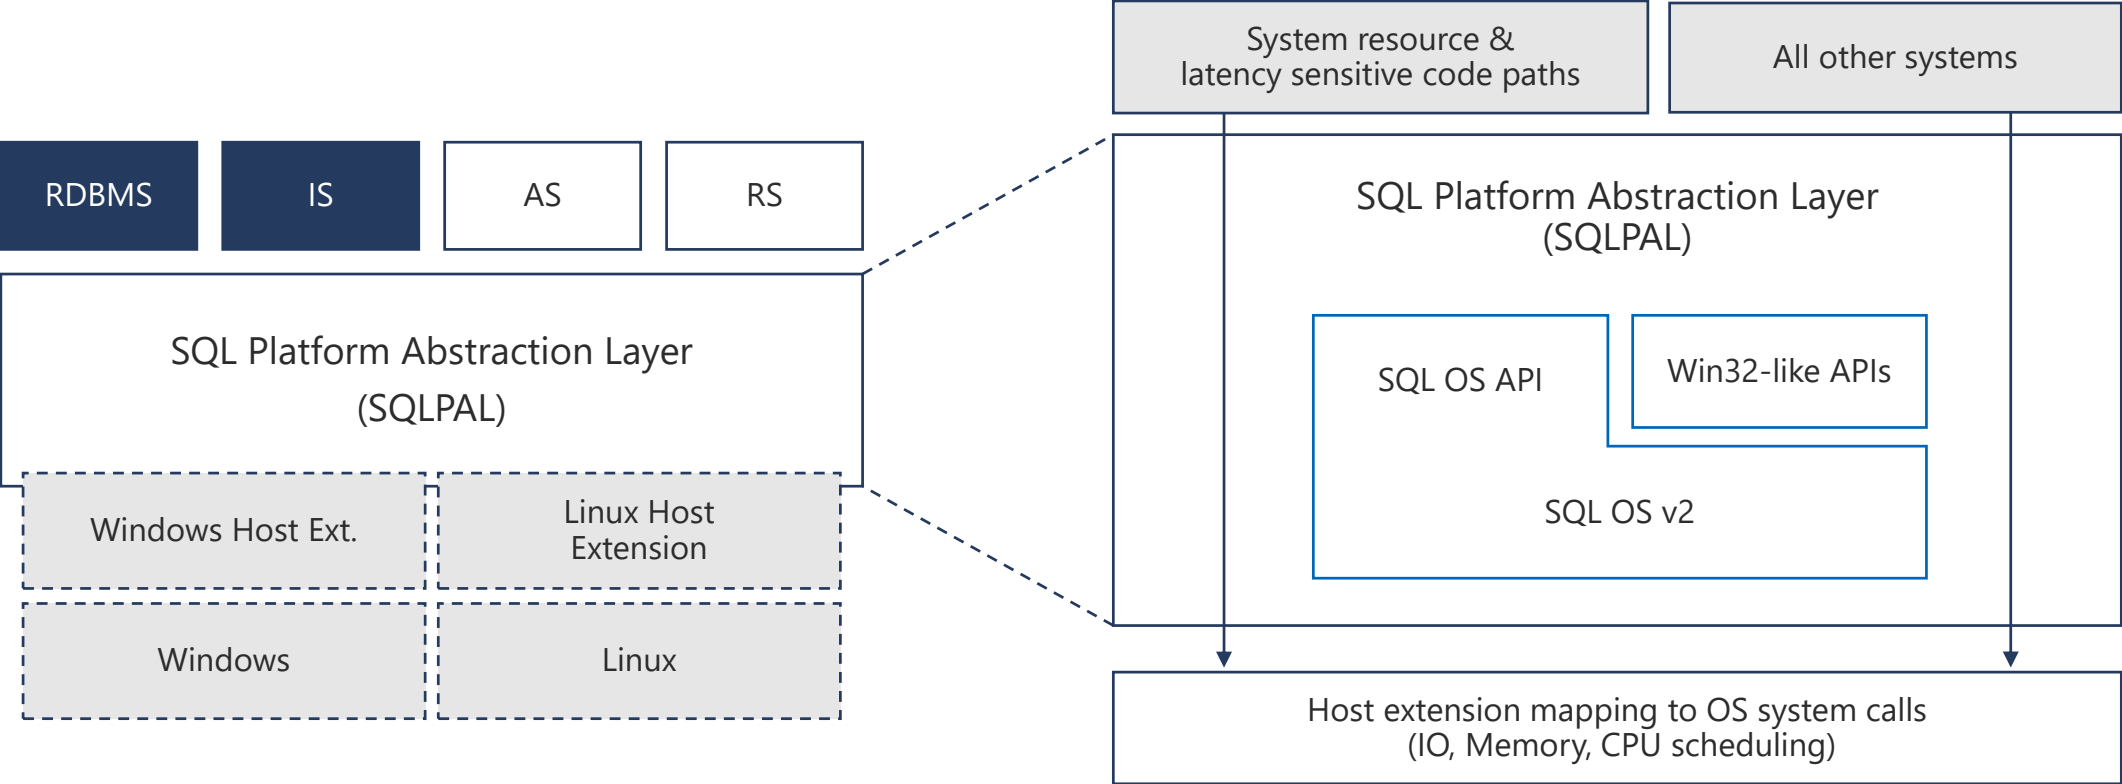 RDBMS
IS
AS
RS
SQL Platform Abstraction Layer
(SQLPAL)
Windows Host Ext.
Linux Host
Extension
Windows
Linux
System resource &
latency sensitive code paths
All other systems
SQL Platform Abstraction Layer
(SQLPAL)
SQL OS API
Win32-like APIs
SQL OS v2
Host extension mapping to OS system calls
(IO, Memory, CPU scheduling)